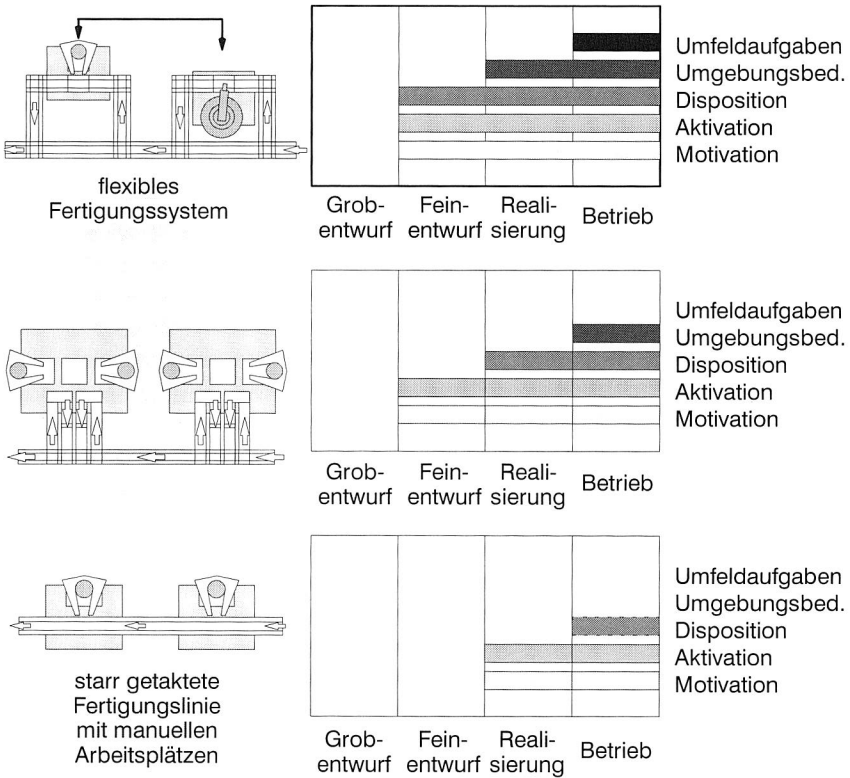 Umfeldaufgaben
Umgebungsbed.
Disposition
Aktivation
Motivation
flexibles
Fertigungssystem
Grob-
entwurf
Fein-
entwurf
Reali-
sierung
Betrieb
Umfeldaufgaben
Umgebungsbed.
Disposition
Aktivation
Motivation
Grob-
entwurf
Fein-
entwurf
Reali-
sierung
Betrieb
Umfeldaufgaben
Umgebungsbed.
Disposition
Aktivation
Motivation
starr getaktete
Fertigungslinie
mit manuellen
Arbeitsplätzen
Grob-
entwurf
Fein-
entwurf
Reali-
sierung
Betrieb